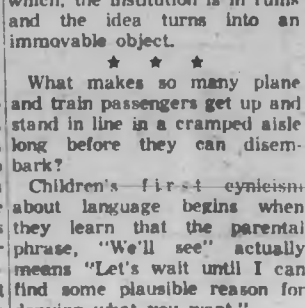 which, the institution is in ruins
and the idea turns into an
immovable object.
★ ★ ★
What makes so many plane
and train passengers get up and
stand in line in a cramped aisle
long before they can disem-
bark?
Children's first cynicism
about language begins when
they learn that the parental
phrase, "We'll see" actually
means "Let's wait until I can
find some plausible reason for
what you want."